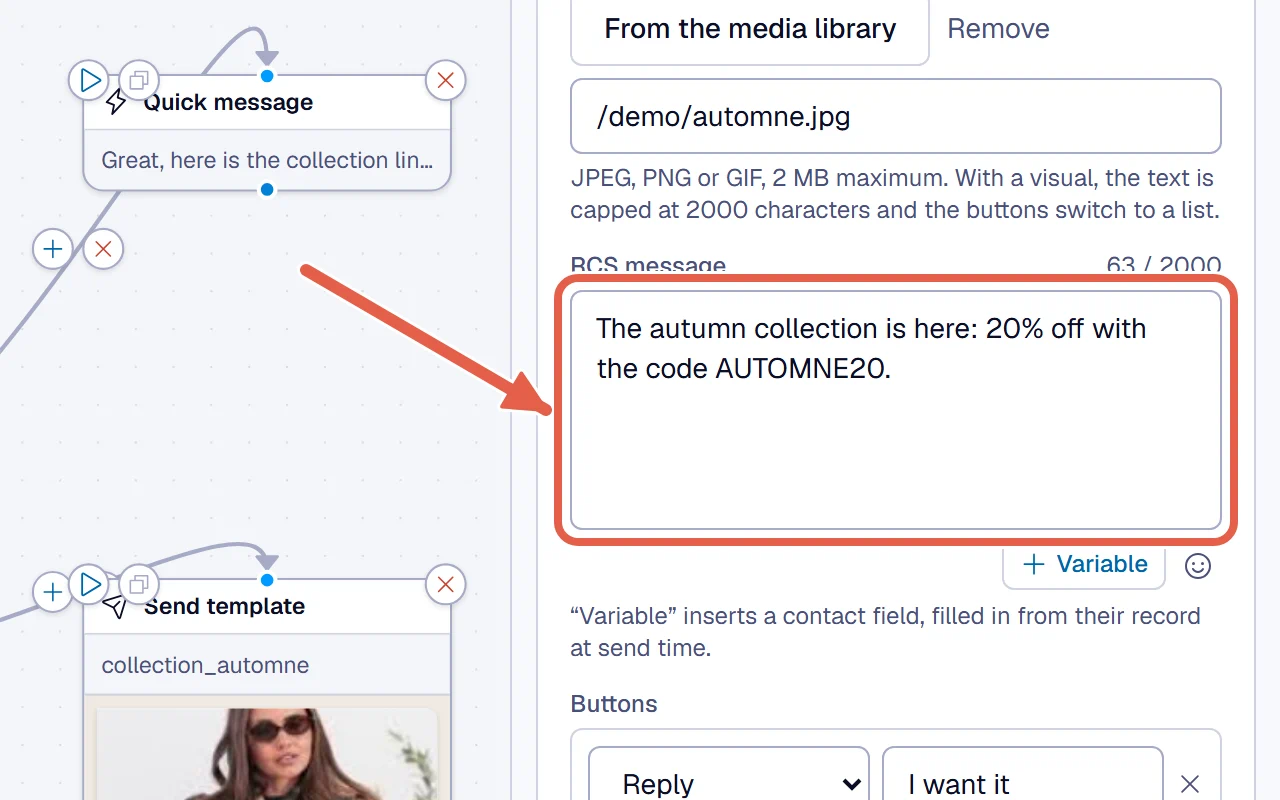 From the media library
Remove
/demo/automne.jpg
JPEG, PNG or GIF, 2 MB maximum. With a visual, the text is
capped at 2000 characters and the buttons switch to a list.
RCS message
63 / 2000
The autumn collection is here: 20% off with
the code AUTOMNE20.
+ Variable
“Variable” inserts a contact field, filled in from their record
at send time.
Buttons
Reply
I want it
Quick message
Great, here is the collection lin...
Send template
collection_automne